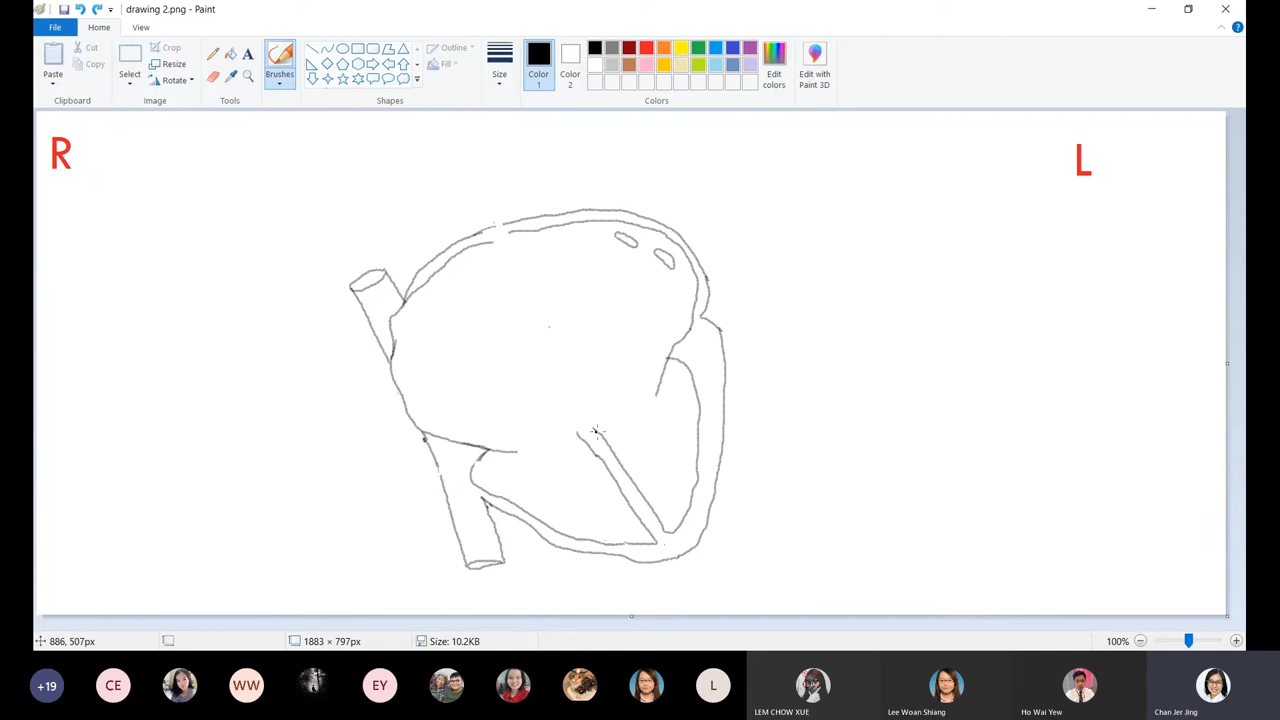 drawing 2.png - Paint
File
Home
View
Paste
Cut
Copy
Clipboard
Select
Crop
Resize
Rotate
Image
A
Tools
Brushes
Outline
Fill
Shapes
Size
Color 1
Color 2
Edit colors
Colors
Edit with Paint 3D
R
L
886, 507px
1883 × 797px
Size: 10.2KB
100%
+19
CE
WW
EY
L
LEM CHOW XUE
Lee Woan Shiang
Ho Wai Yew
Chan Jer Jing